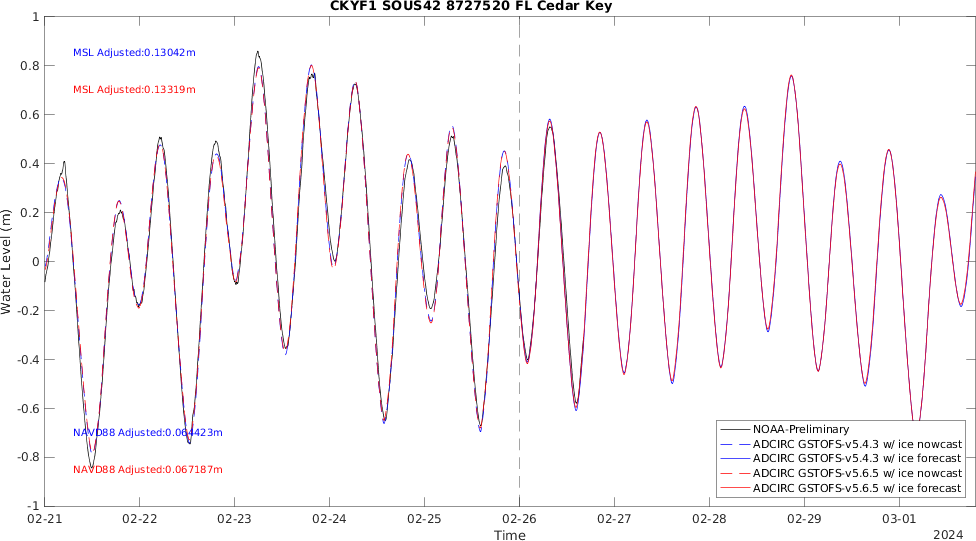 CKYF1 SOUS42 8727520 FL Cedar Key
1
0.8
0.6
0.4
0.2
0
-0.2
-0.4
-0.6
-0.8
-1
Water Level (m)
MSL Adjusted:0.13042m
MSL Adjusted:0.13319m
NAVD88 Adjusted:0.064423m
NAVD88 Adjusted:0.067187m
NOAA-Preliminary
ADCIRC GSTOFS-v5.4.3 w/ ice nowcast
ADCIRC GSTOFS-v5.4.3 w/ ice forecast
ADCIRC GSTOFS-v5.6.5 w/ ice nowcast
ADCIRC GSTOFS-v5.6.5 w/ ice forecast
02-21 02-22 02-23 02-24 02-25 02-26 02-27 02-28 02-29 03-01
Time
2024